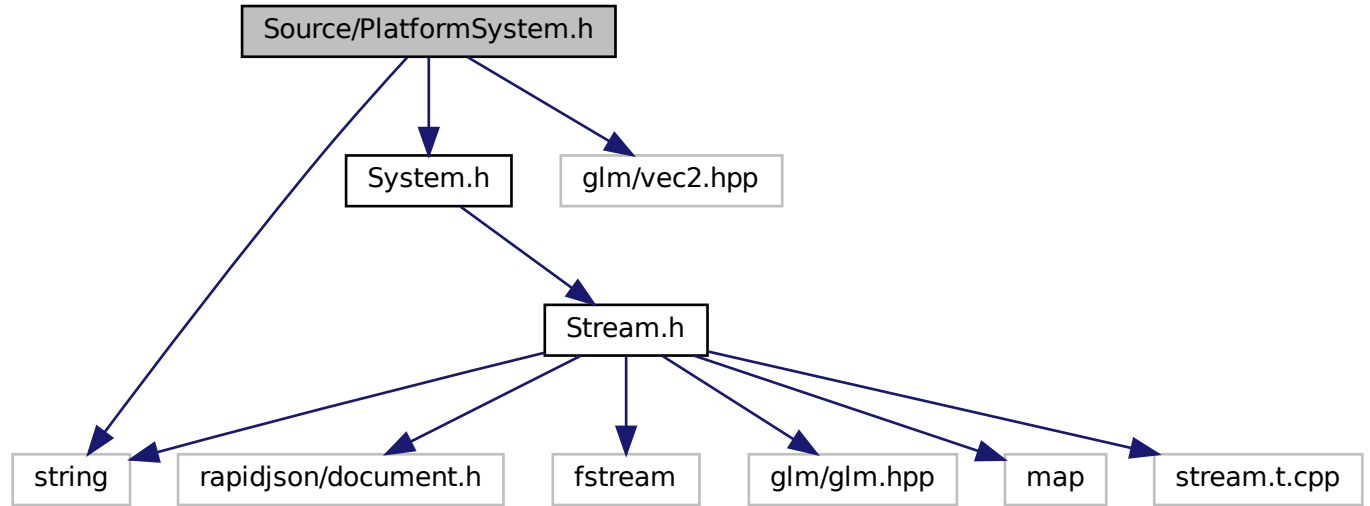 Source/PlatformSystem.h
System.h
glm/vec2.hpp
Stream.h
string
rapidjson/document.h
fstream
glm/glm.hpp
map
stream.t.cpp